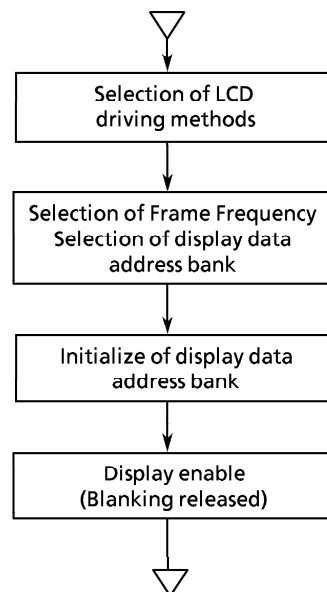 Selection of LCD
driving methods
Selection of Frame Frequency
Selection of display data
address bank
Initialize of display data
address bank
Display enable
(Blanking released)